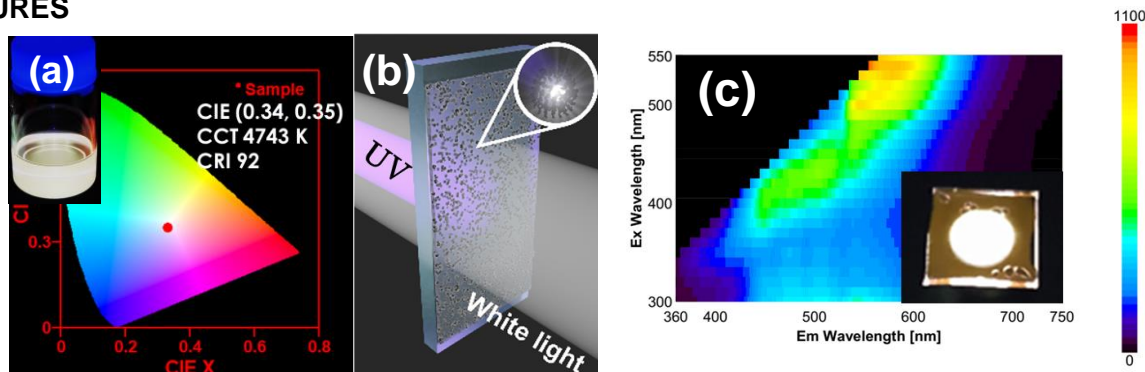 URES
(a)
* Sample
CIE (0.34, 0.35)
CCT 4743 K
CRI 92
CI
0.3
0
0
0.2
0.4
0.6
0.8
CIE X
(b)
UV
White light
(c)
Ex Wavelength [nm]
550
500
400
300
360
400
500
600
700
750
Em Wavelength [nm]
1100
0